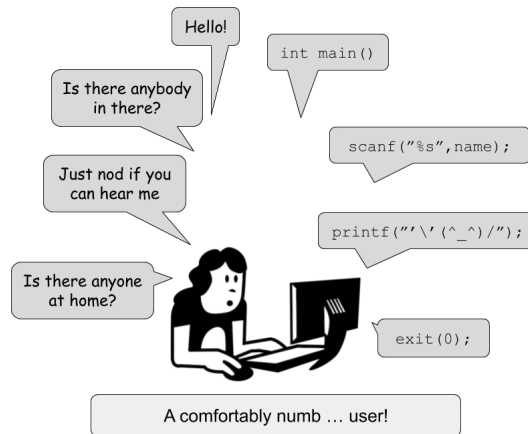 Hello!
int main()
Is there anybody
in there?
scanf("%s",name);
Just nod if you
can hear me
printf("'\'(^_^)/");
Is there anyone
at home?
exit(0);
A comfortably numb … user!